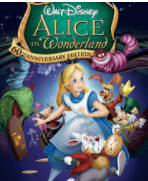 WALT DISNEY
ALICE
IN Wonderland
60TH ANNIVERSARY EDITION